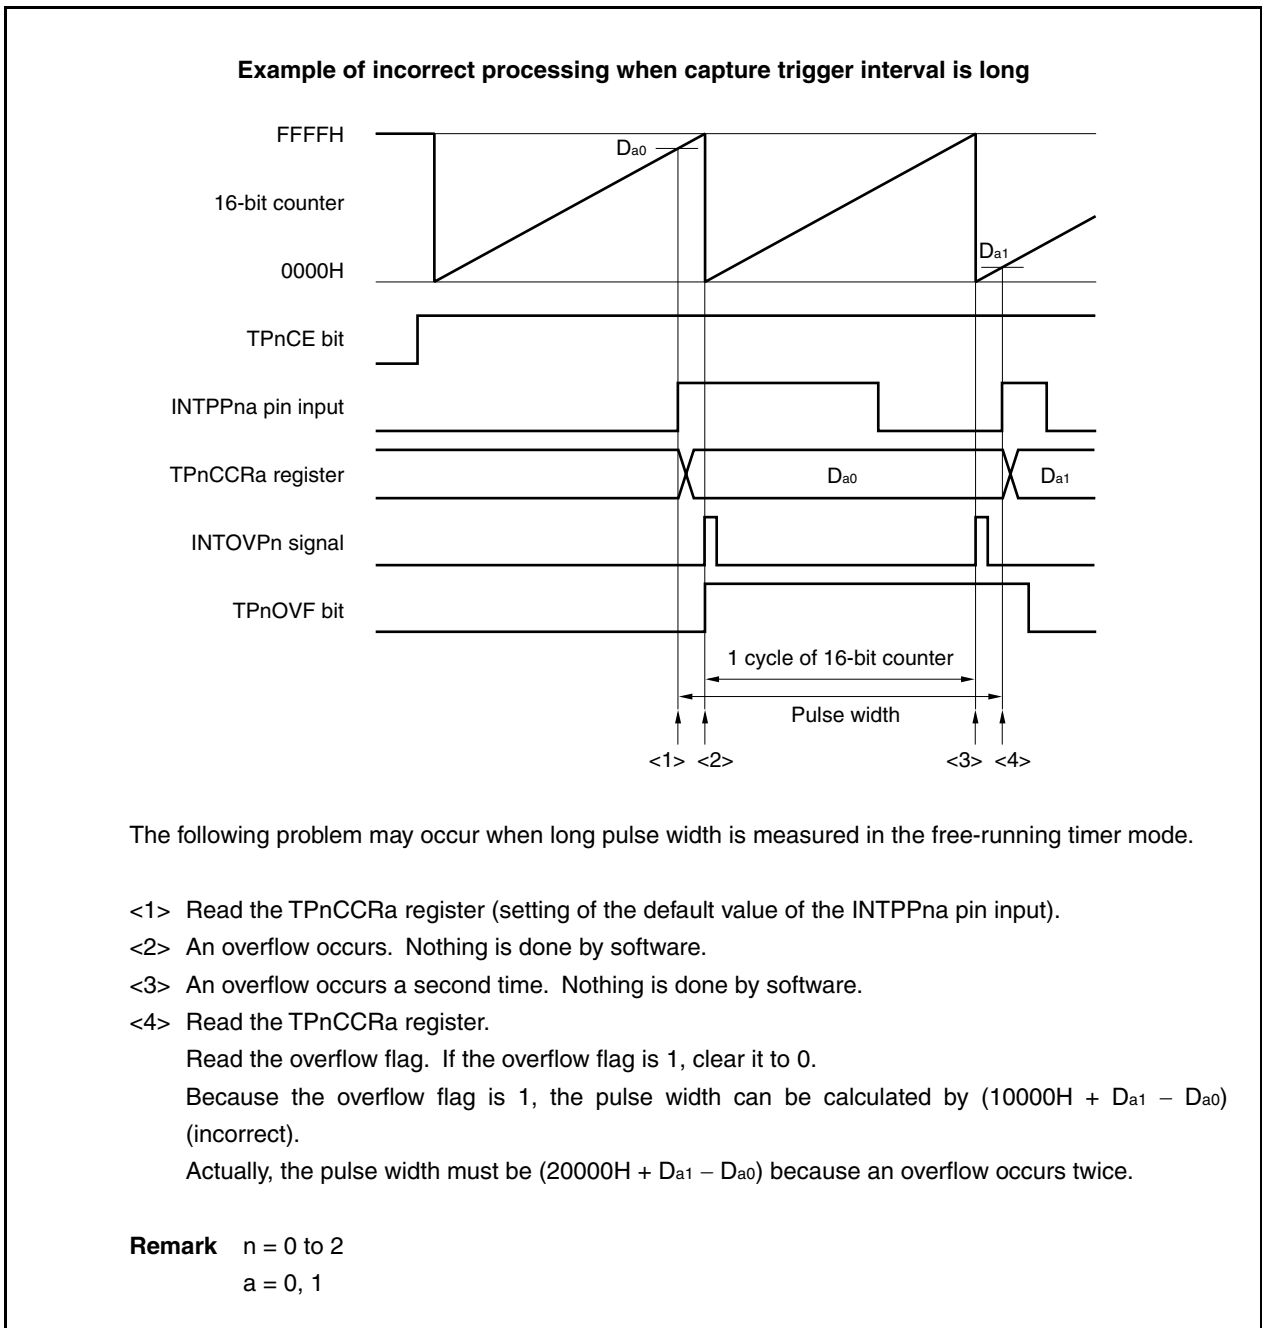 Example of incorrect processing when capture trigger interval is long
FFFFH
Da0
16-bit counter
Da1
0000H
TPnCE bit
INTPPna pin input
TPnCCRa register
Da0
Da1
INTOVPn signal
TPnOVF bit
1 cycle of 16-bit counter
Pulse width
<1> <2> <3> <4>
The following problem may occur when long pulse width is measured in the free-running timer mode.
<1> Read the TPnCCRa register (setting of the default value of the INTPPna pin input).
<2> An overflow occurs. Nothing is done by software.
<3> An overflow occurs a second time. Nothing is done by software.
<4> Read the TPnCCRa register.
Read the overflow flag. If the overflow flag is 1, clear it to 0.
Because the overflow flag is 1, the pulse width can be calculated by (10000H + Da1 − Da0)
(incorrect).
Actually, the pulse width must be (20000H + Da1 − Da0) because an overflow occurs twice.
Remark n = 0 to 2
a = 0, 1